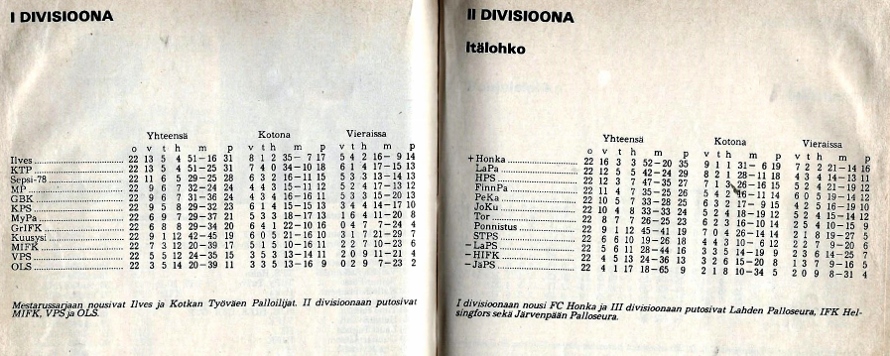 I DIVISIOONA
Yhteensä Kotona Vieraissa
o v t h m p v t h m p v t h m p
Ilves 22 13 5 4 51–16 31 8 1 2 35– 7 17 5 4 2 16– 9 14
KTP 22 13 5 4 51–25 31 7 4 0 34–10 18 6 1 4 17–15 13
Sepsi-78 22 11 6 5 29–25 28 6 3 2 16–11 15 5 3 3 13–14 13
MP 22 9 6 7 32–24 24 4 4 3 15–11 12 5 2 4 17–13 12
GBK 22 9 6 7 31–36 24 4 3 4 16–16 11 5 3 3 15–20 13
KPS 22 9 5 8 29–32 23 6 1 4 15–15 13 3 4 4 14–17 10
MyPa 22 6 9 7 29–37 21 5 3 3 18–17 13 1 6 4 11–20 8
GrIFK 22 6 8 8 29–34 20 6 4 1 22–10 16 0 4 7 7–24 4
Kuusysi 22 9 1 12 42–45 19 6 0 5 21–16 12 3 1 7 21–29 7
MIFK 22 7 3 12 20–39 17 5 1 5 10–16 11 2 2 7 10–23 6
VPS 22 5 5 12 24–35 15 3 5 3 13–14 11 2 0 9 11–21 4
OLS 22 3 5 14 20–39 11 3 3 5 13–16 9 0 2 9 7–23 2
Mestaruussarjaan nousivat Ilves ja Kotkan Työväen Palloilijat. II divisioonaan putosivat
MIFK, VPS ja OLS.
II DIVISIOONA
Itälohko
Yhteensä Kotona Vieraissa
o v t h m p v t h m p v t h m p
+ Honka 22 16 3 3 52–20 35 9 1 1 31– 6 19 7 2 2 21–14 16
LaPa 22 12 5 5 42–24 29 8 2 1 28–11 18 4 3 4 14–13 11
HPS 22 12 3 7 47–35 27 7 1 3 26–16 15 5 2 4 21–19 12
FinnPa 22 11 4 7 35–25 26 5 4 2 16–11 14 6 0 5 19–14 12
PeKa 22 10 5 7 33–28 25 6 3 2 17– 9 15 4 2 5 16–19 10
JoKu 22 10 4 8 33–33 24 5 2 4 18–19 12 5 2 4 15–14 12
Tor 22 8 7 7 26–25 23 6 2 3 16–10 14 2 5 4 10–15 9
Ponnistus 22 9 1 12 45–41 19 7 0 4 26–14 14 2 1 8 19–27 5
STPS 22 6 6 10 19–26 18 4 4 3 10– 6 12 2 2 7 9–20 6
– LaPS 22 5 6 11 28–44 16 3 3 5 14–19 9 2 3 6 14–25 7
– HIFK 22 4 5 13 24–36 13 3 2 6 15–20 8 1 3 7 9–16 5
– JaPS 22 4 1 17 18–65 9 2 1 8 10–34 5 2 0 9 8–31 4
I divisioonaan nousi FC Honka ja III divisioonaan putosivat Lahden Palloseura, IFK Hel-
singfors sekä Järvenpään Palloseura.